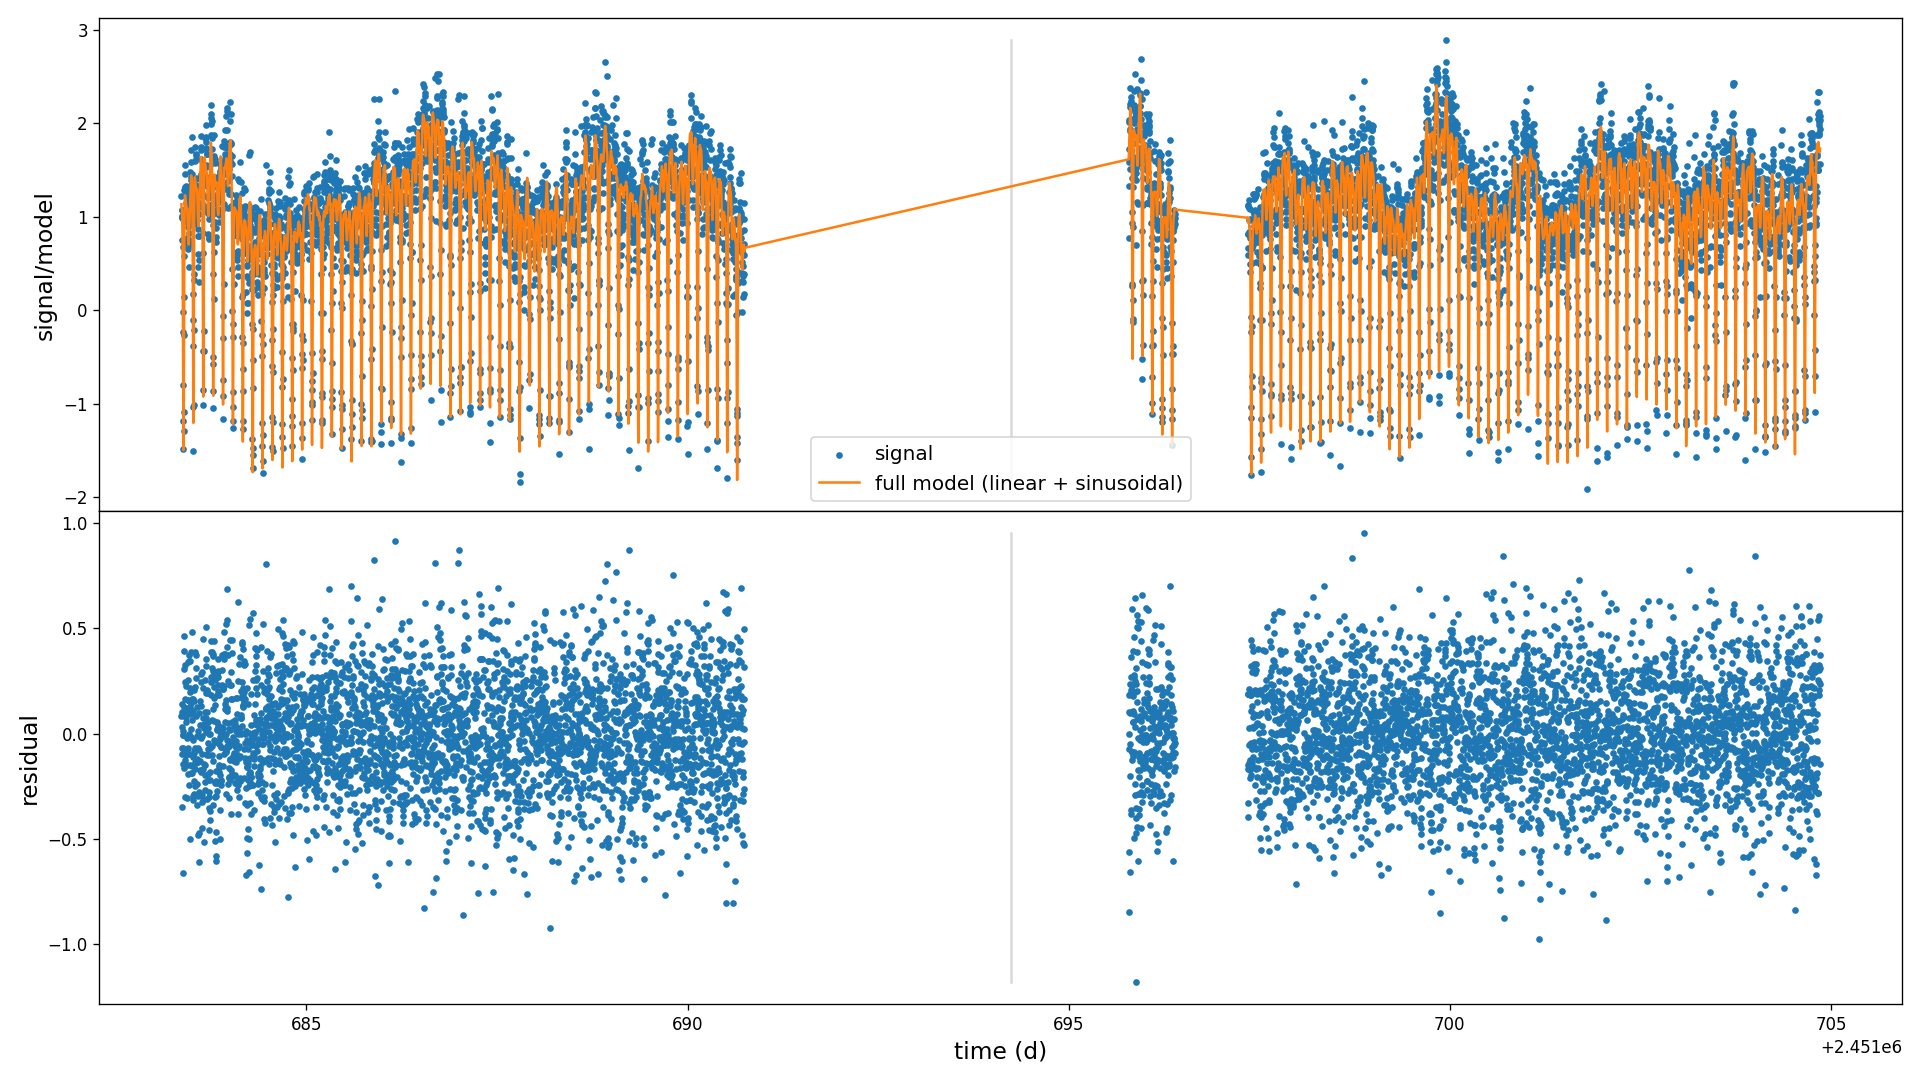 3
2
1
0
−1
−2
signal/model
signal
full model (linear + sinusoidal)
1.0
0.5
0.0
−0.5
−1.0
residual
685
690
695
700
705
time (d)
+2.451e6